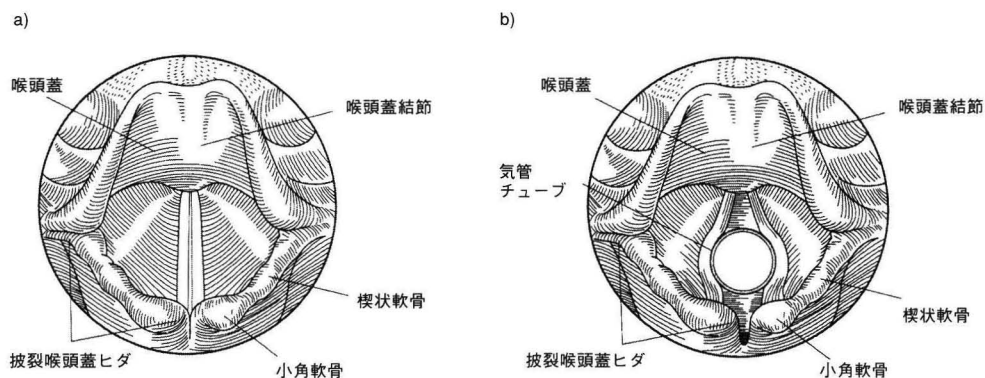 a)
喉頭蓋
喉頭蓋結節
楔状軟骨
披裂喉頭蓋ヒダ
小角軟骨
b)
喉頭蓋
喉頭蓋結節
気管
チューブ
楔状軟骨
披裂喉頭蓋ヒダ
小角軟骨